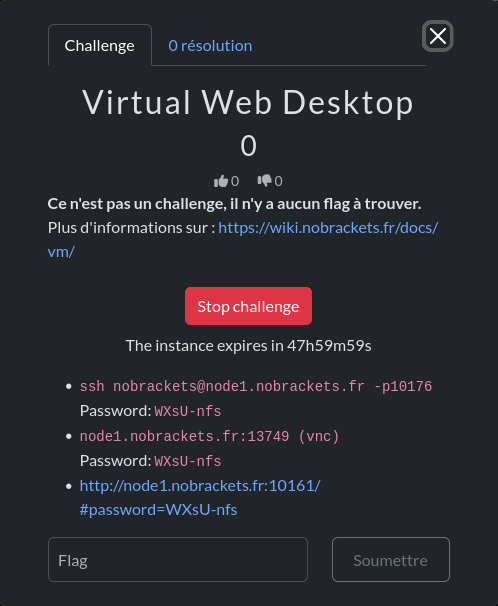 Challenge 0 résolution
Virtual Web Desktop
0
0 0
Ce n'est pas un challenge, il n'y a aucun flag à trouver.
Plus d'informations sur : https://wiki.nobrackets.fr/docs/
vm/
Stop challenge
The instance expires in 47h59m59s
• ssh nobrackets@node1.nobrackets.fr -p10176
Password: WXsU-nfs
• node1.nobrackets.fr:13749 (vnc)
Password: WXsU-nfs
• http://node1.nobrackets.fr:10161/
#password=WXsU-nfs
Flag Soumettre